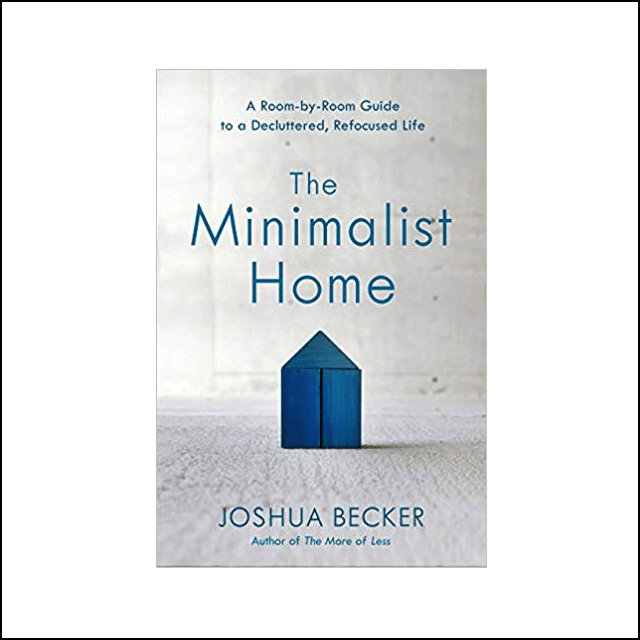 A Room-by-Room Guide
to a Decluttered, Refocused Life
The
Minimalist
Home
JOSHUA BECKER
Author of The More of Less